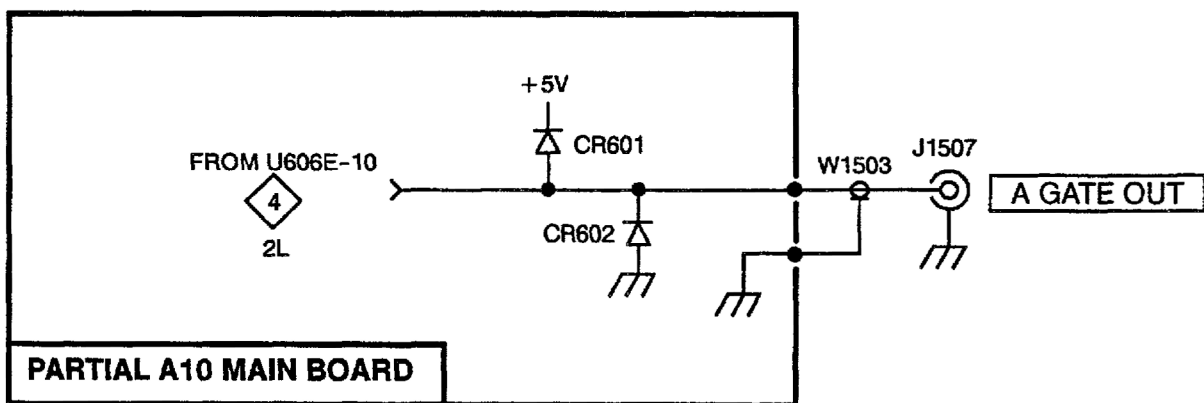 +5V
CR601
FROM U606E-10
4
2L
CR602
W1503
J1507
A GATE OUT
PARTIAL A10 MAIN BOARD